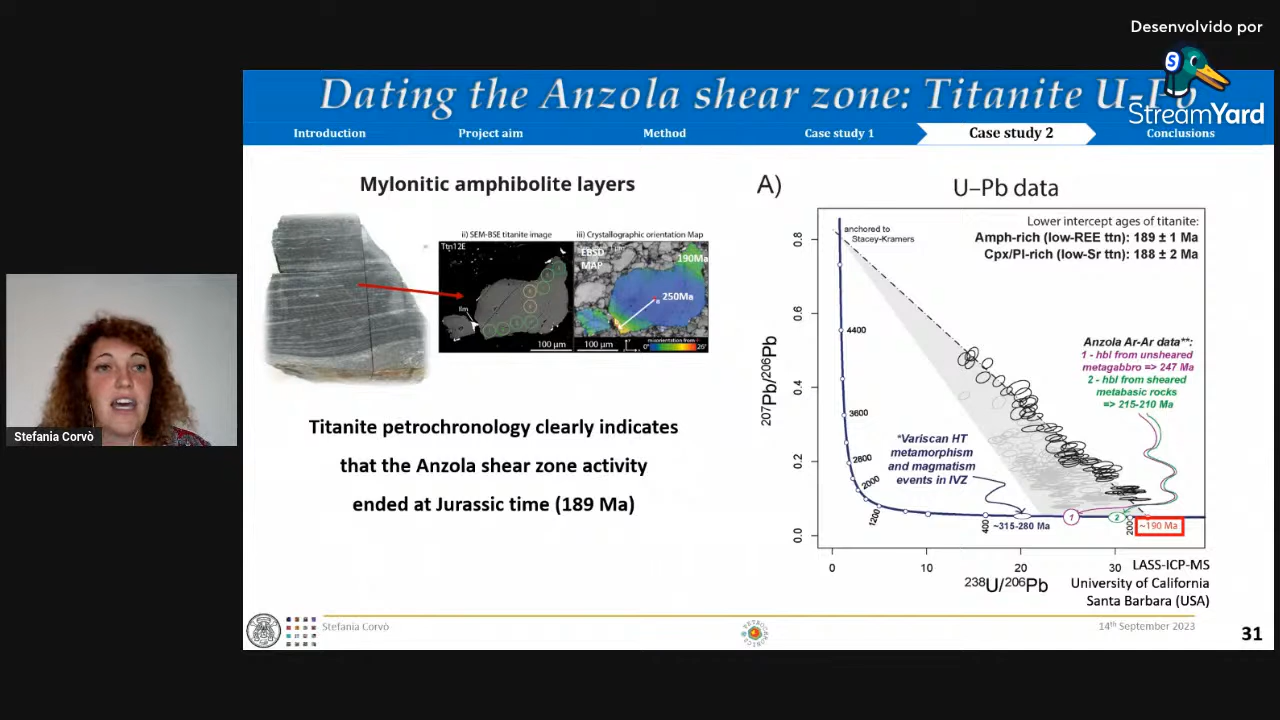 Desenvolvido por
StreamYard
Dating the Anzola shear zone: Titanite U-Pb
Introduction
Project aim
Method
Case study 1
Case study 2
Conclusions
Mylonitic amphibolite layers
ii) SEM-BSE titanite image
iii) Crystallographic orientation Map
Ttn12E
Ilm
100 μm
EBSD
MAP
190Ma
250Ma
100 μm
0°
26°
Titanite petrochronology clearly indicates
that the Anzola shear zone activity
ended at Jurassic time (189 Ma)
A)
U–Pb data
anchored to
Stacey-Kramers
Lower intercept ages of titanite:
Amph-rich (low-REE ttn): 189 ± 1 Ma
Cpx/Pl-rich (low-Sr ttn): 188 ± 2 Ma
Anzola Ar-Ar data**:
1 - hbl from unsheared
metagabbro => 247 Ma
2 - hbl from sheared
metabasic rocks
=> 215-210 Ma
*Variscan HT
metamorphism
and magmatism
events in IVZ
207Pb/206Pb
0.8
0.6
0.4
0.2
0.0
4400
3600
2800
2000
1200
400
~315-280 Ma
1
2
200
~190 Ma
0
10
20
30
238U/206Pb
LASS-ICP-MS
University of California
Santa Barbara (USA)
Stefania Corvò
Stefania Corvò
14th September 2023
31